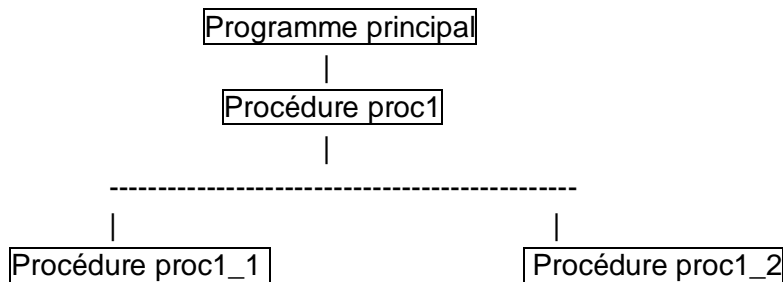 Programme principal
|
Procédure proc1
|
------------------------------------------------
| |
Procédure proc1_1 Procédure proc1_2